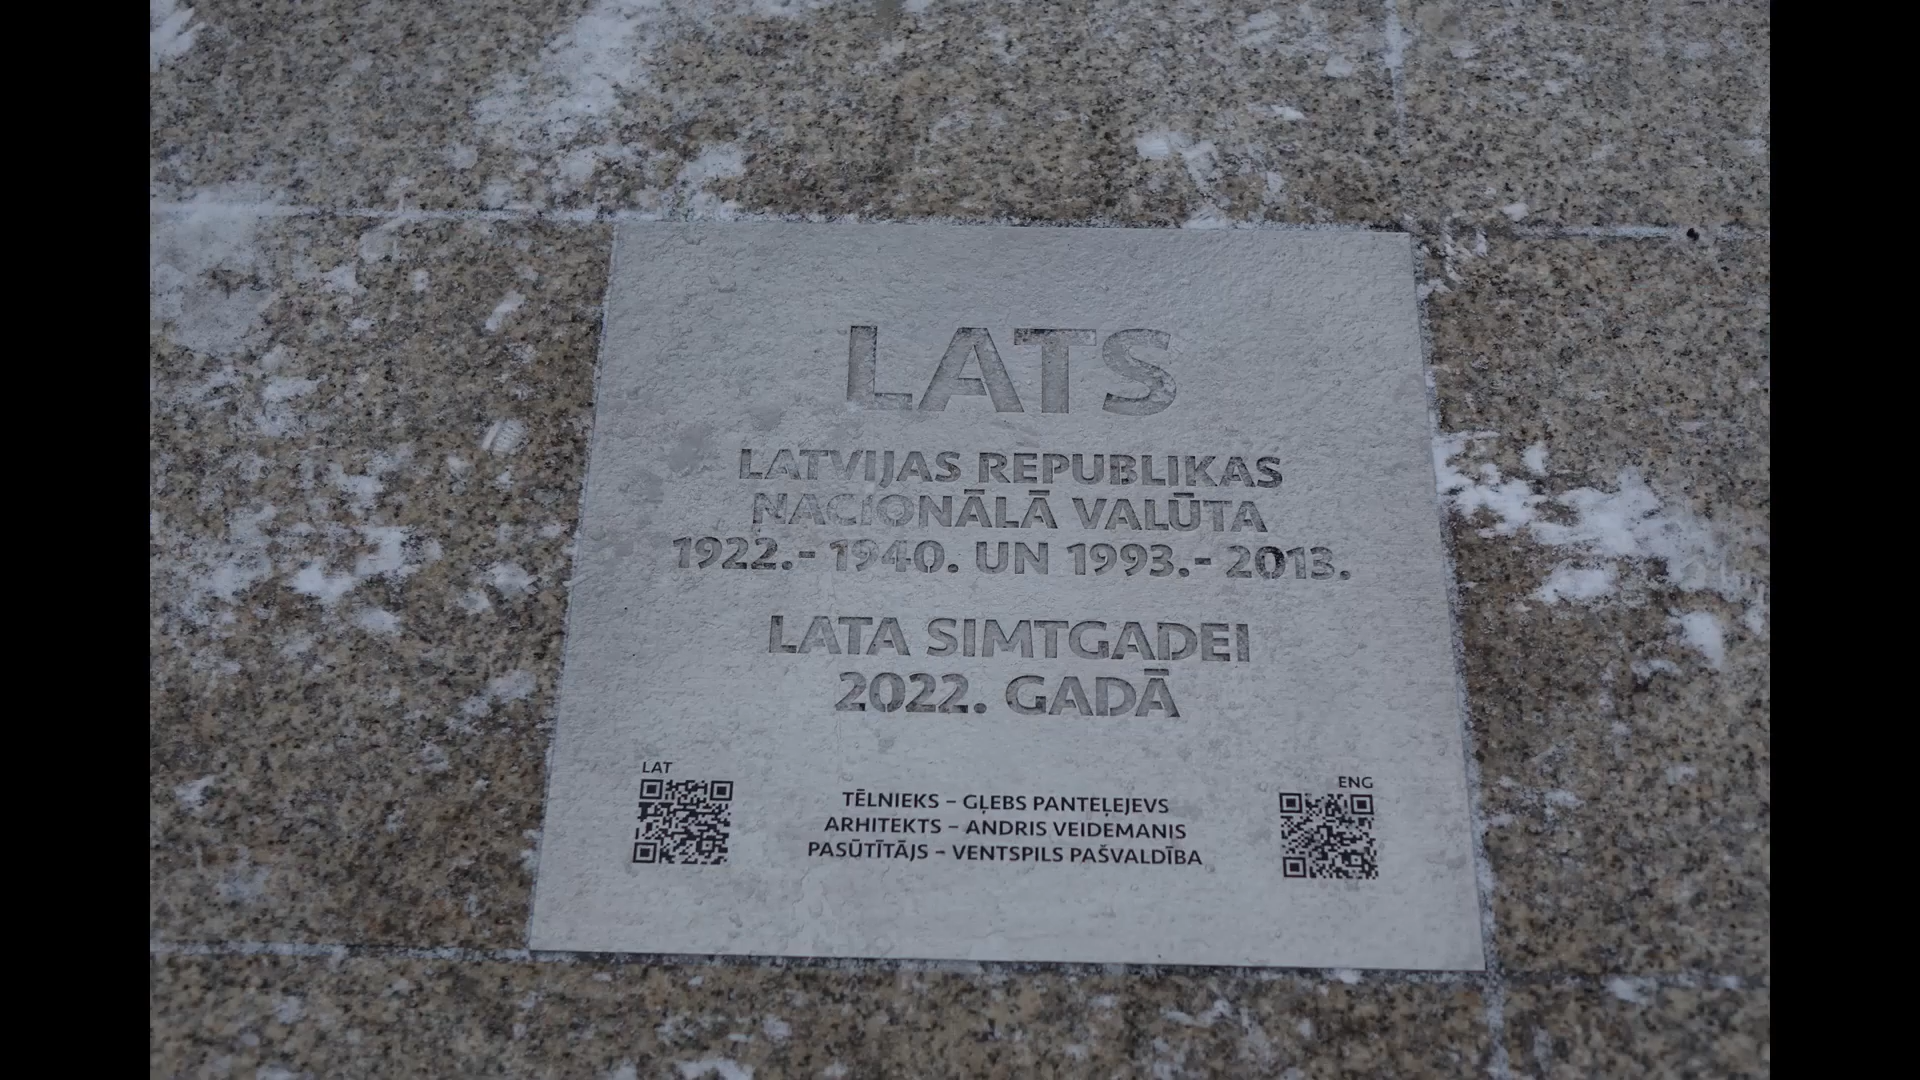 LATS
LATVIJAS REPUBLIKAS
NACIONĀLĀ VALŪTA
1922.- 1940. UN 1993.- 2013.
LATA SIMTGADEI
2022. GADĀ
LAT
ENG
TĒLNIEKS – GĻEBS PANTEĻEJEVS
ARHITEKTS – ANDRIS VEIDEMANIS
PASŪTĪTĀJS – VENTSPILS PAŠVALDĪBA